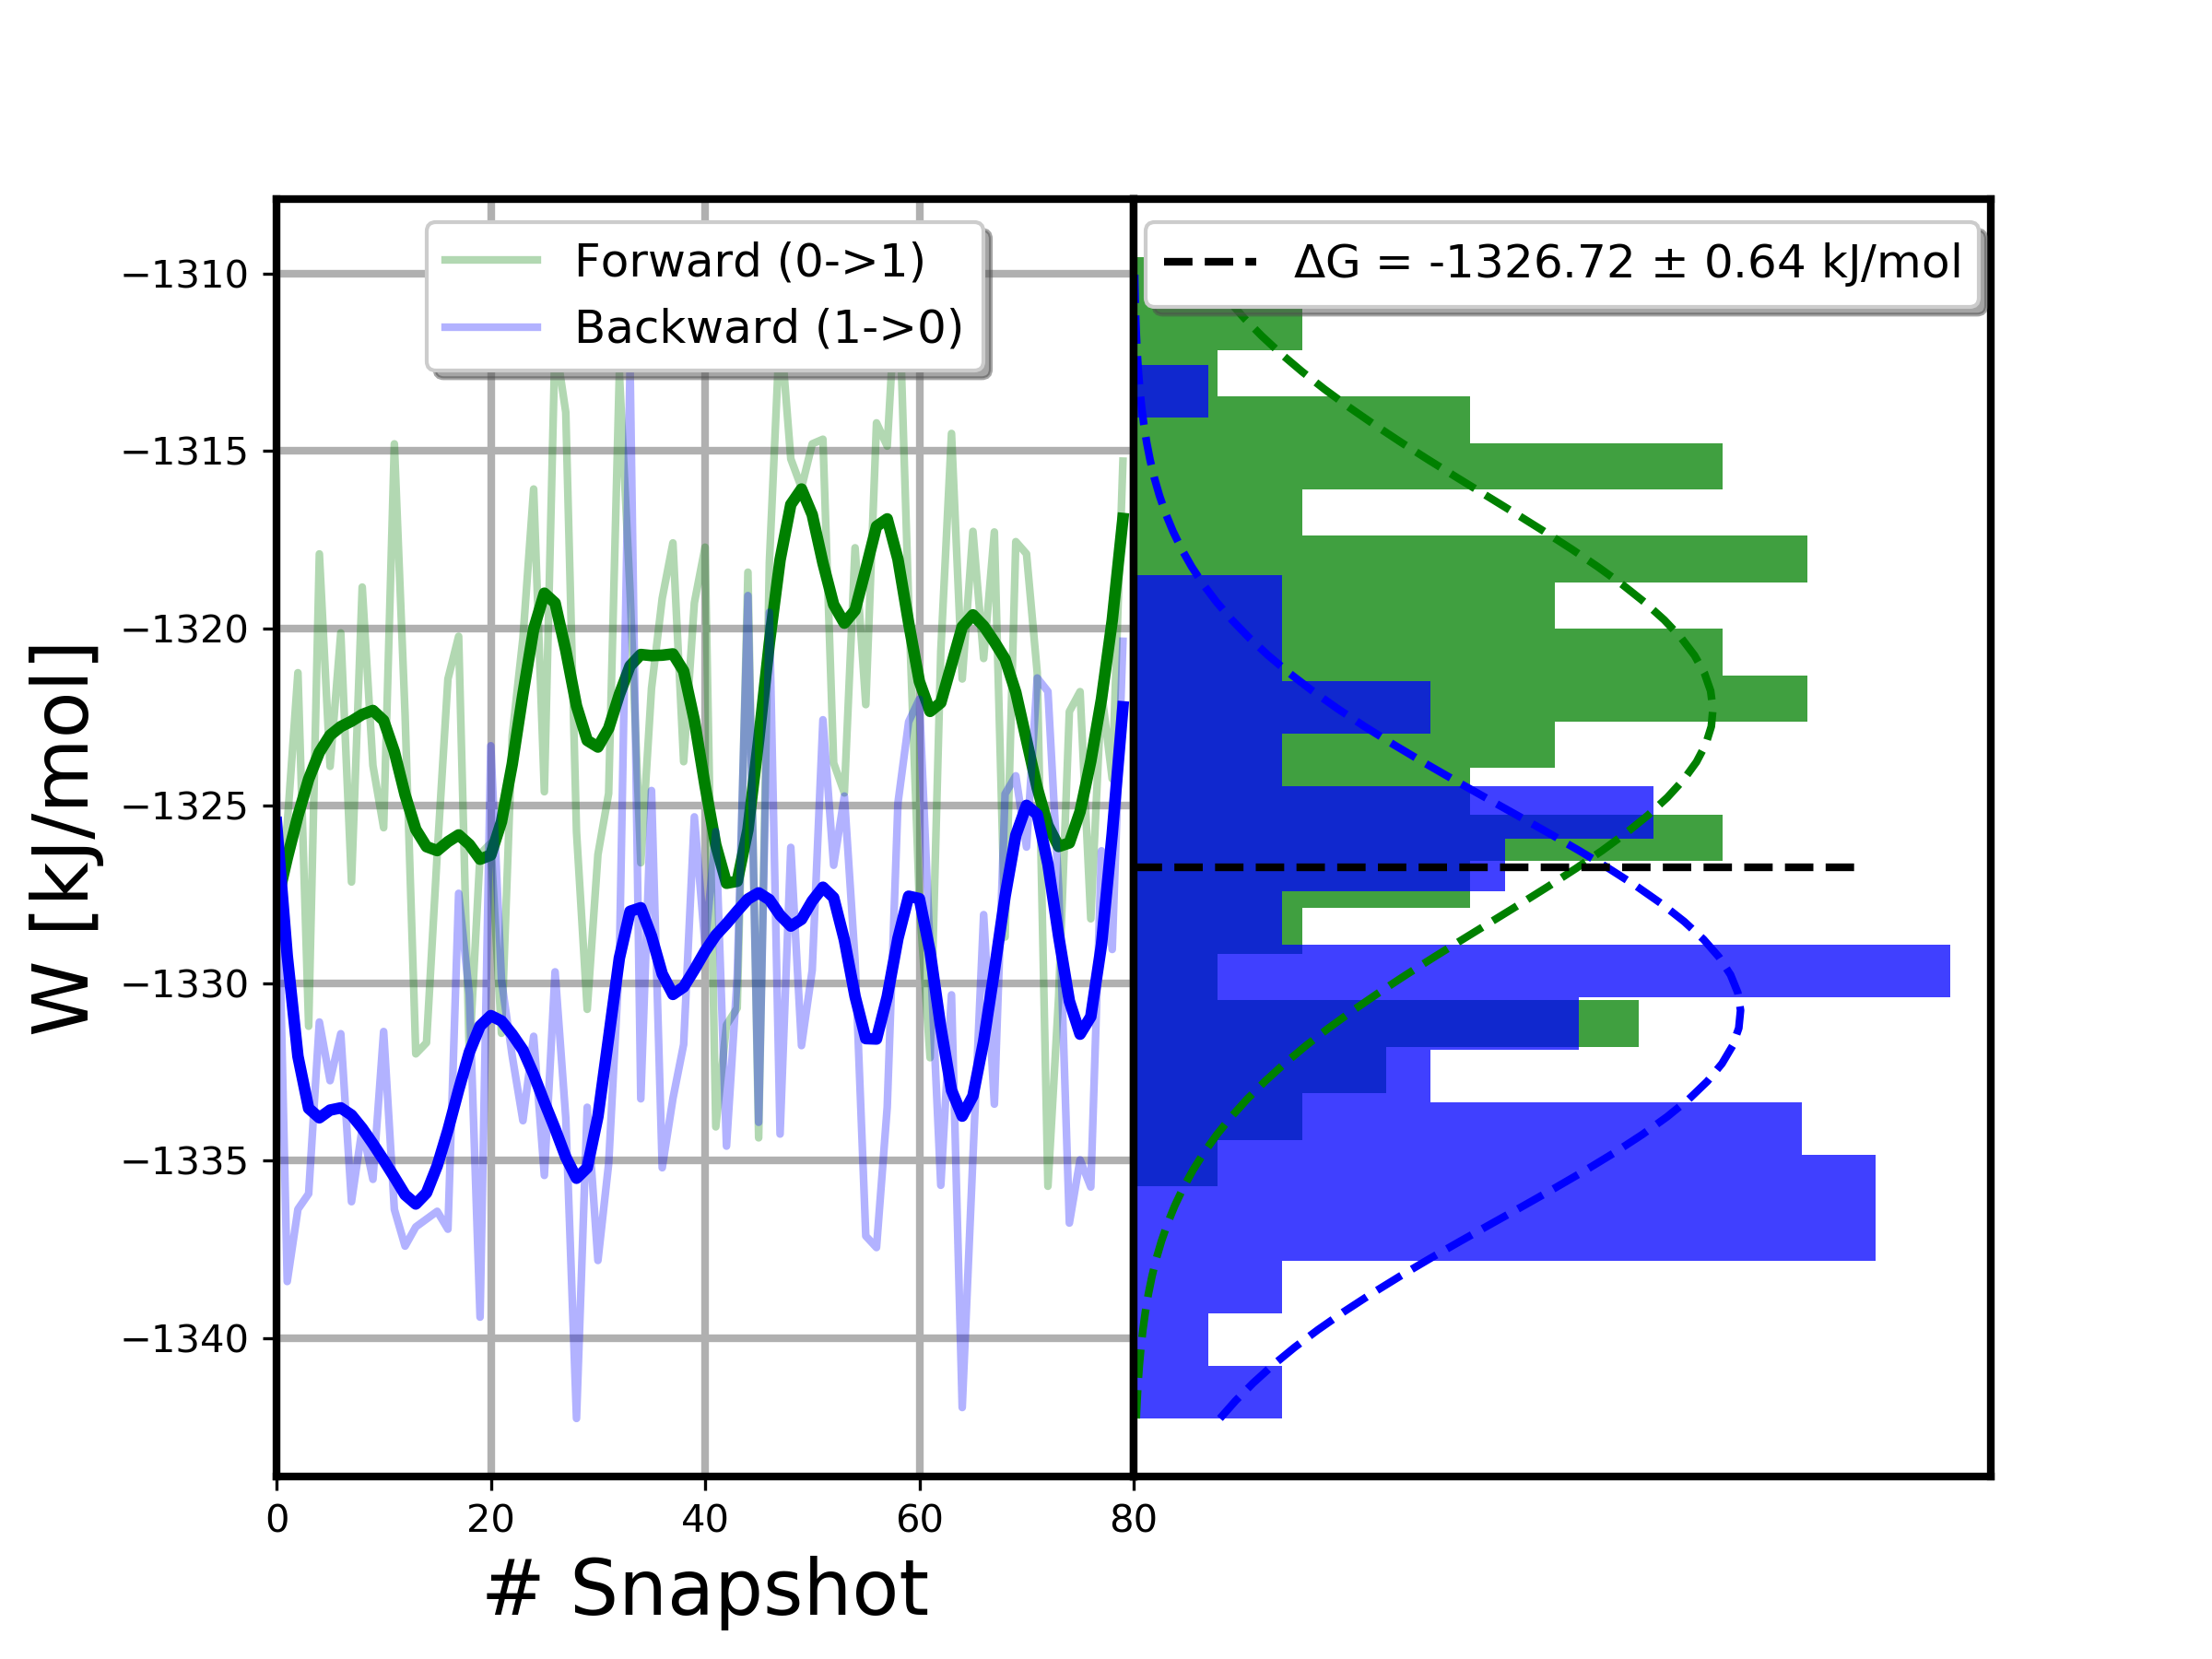 Forward (0->1)
Backward (1->0)
ΔG = -1326.72 ± 0.64 kJ/mol
−1310
−1315
−1320
−1325
−1330
−1335
−1340
W [kJ/mol]
0 20 40 60 80
# Snapshot